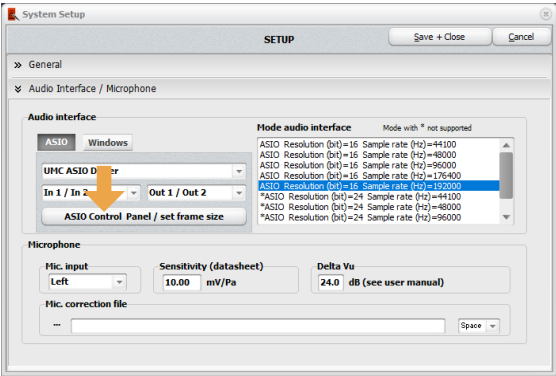 System Setup
SETUP
Save + Close
Cancel
» General
Audio Interface / Microphone
Audio interface
ASIO
Windows
Mode audio interface
Mode with * not supported
UMC ASIO
In 1 / In
Out 1 / Out 2
ASIO Control Panel / set frame size
ASIO Resolution (bit)=16 Sample rate (Hz)=44100
ASIO Resolution (bit)=16 Sample rate (Hz)=48000
ASIO Resolution (bit)=16 Sample rate (Hz)=96000
ASIO Resolution (bit)=16 Sample rate (Hz)=176400
ASIO Resolution (bit)=16 Sample rate (Hz)=192000
*ASIO Resolution (bit)=24 Sample rate (Hz)=44100
*ASIO Resolution (bit)=24 Sample rate (Hz)=48000
*ASIO Resolution (bit)=24 Sample rate (Hz)=96000
Microphone
Mic. input
Left
Sensitivity (datasheet)
10.00 mV/Pa
Delta Vu
24.0 dB (see user manual)
Mic. correction file
...
Space